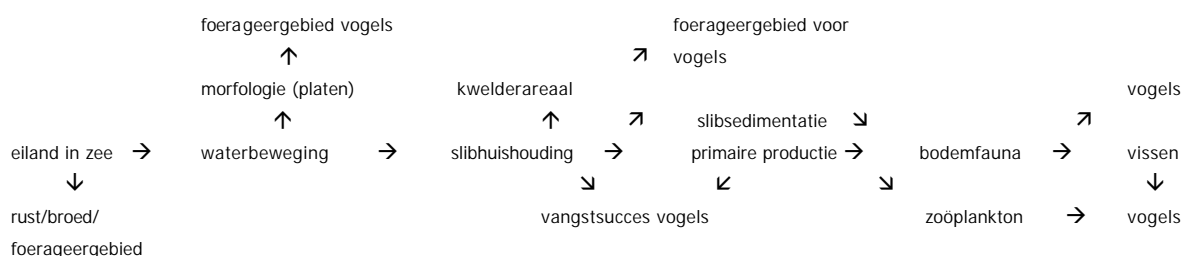 foerageergebied vogels foerageergebied voor
↑ ↗ vogels
morfologie (platen) kwelderareaal vogels
↑ ↑ ↗ slibsedimentatie ↘ ↗
eiland in zee → waterbeweging → slibhuishouding → primaire productie → bodemfauna → vissen
↓ ↘ ↙ ↘ ↓
rust/broed/ vangstsucces vogels zoöplankton → vogels
foerageergebied